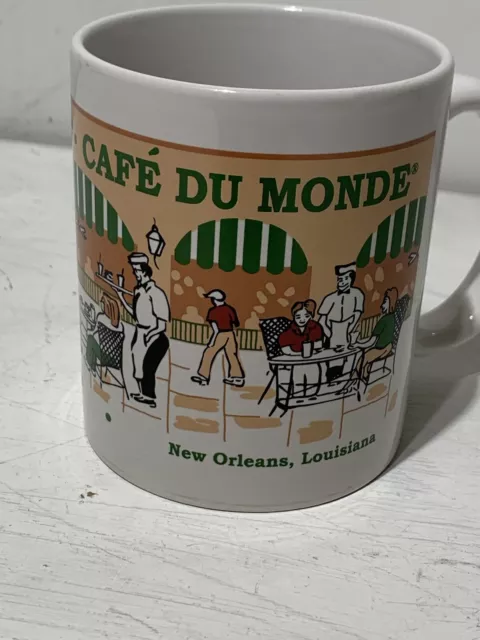 · CAFÉ DU MONDE®
New Orleans, Louisiana